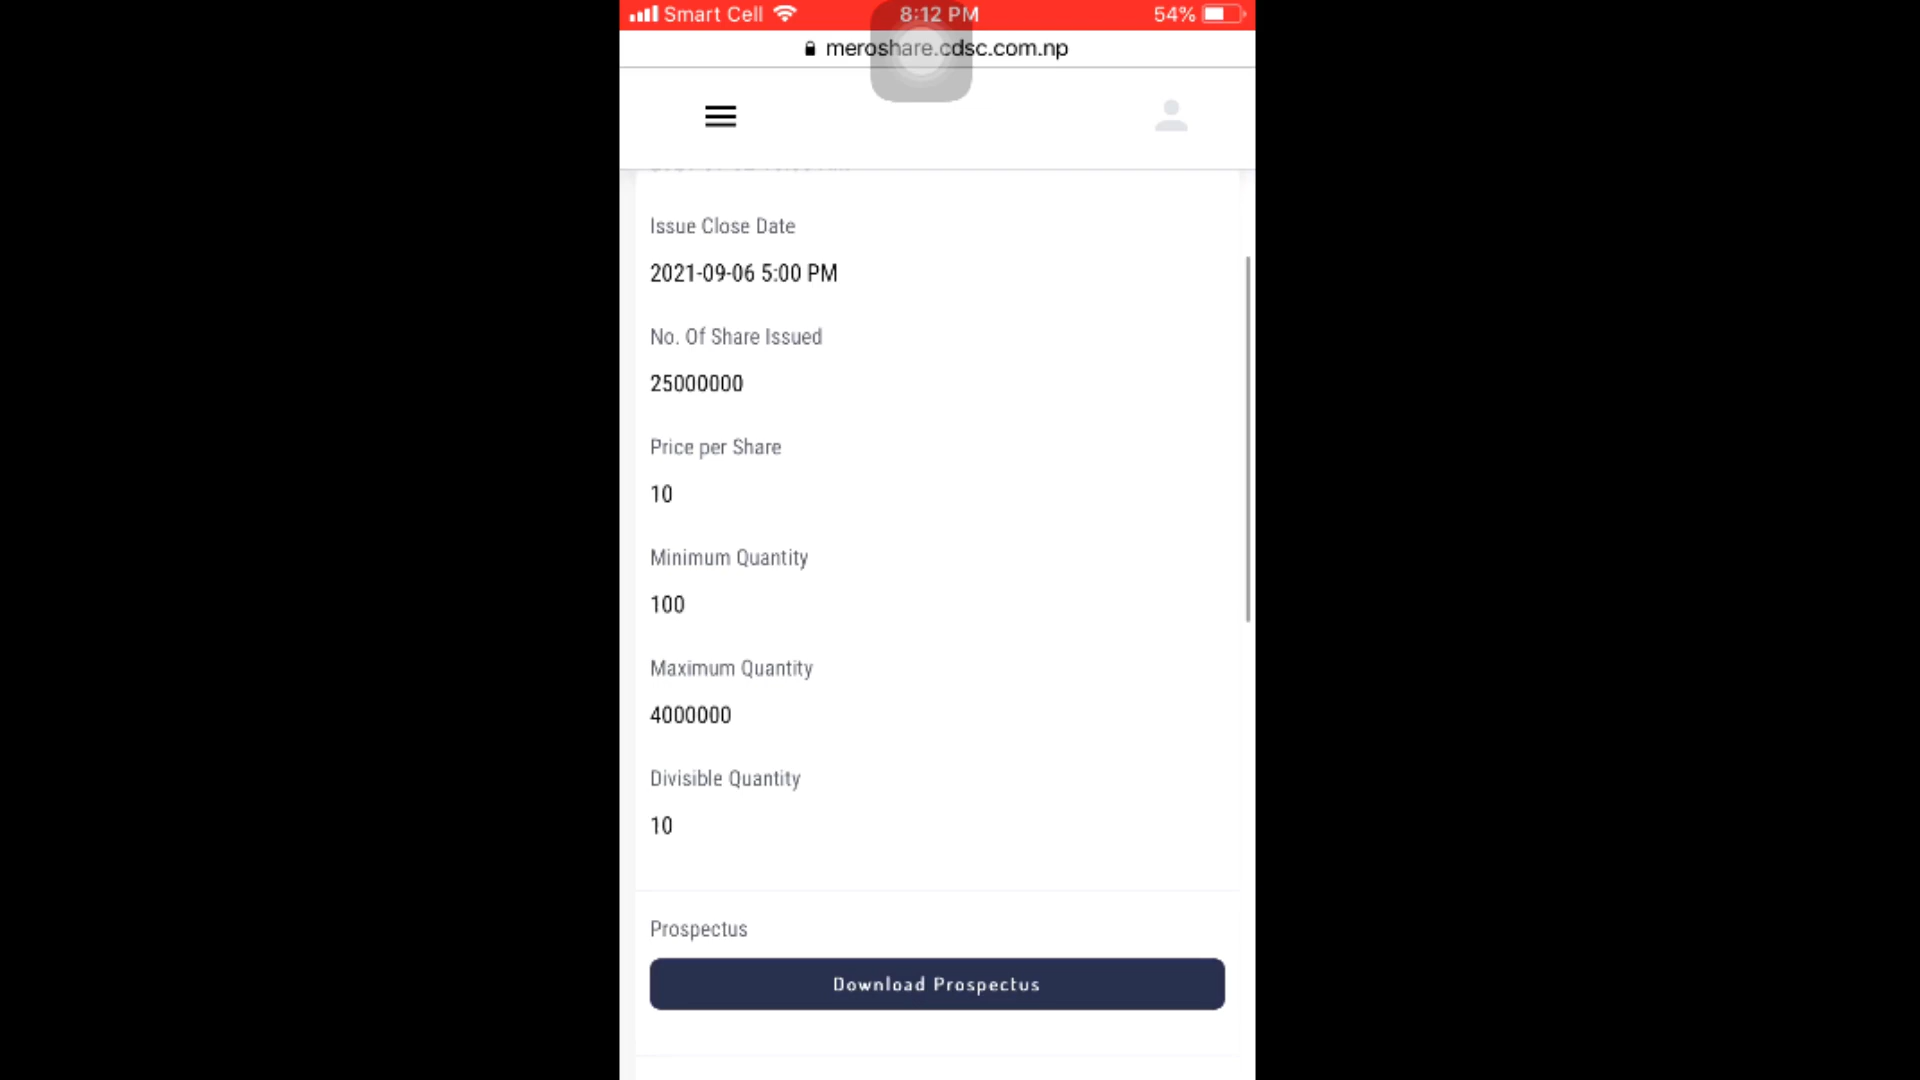 Smart Cell 8:12 PM 54%
meroshare.cdsc.com.np
Issue Close Date
2021-09-06 5:00 PM
No. Of Share Issued
25000000
Price per Share
10
Minimum Quantity
100
Maximum Quantity
4000000
Divisible Quantity
10
Prospectus
Download Prospectus